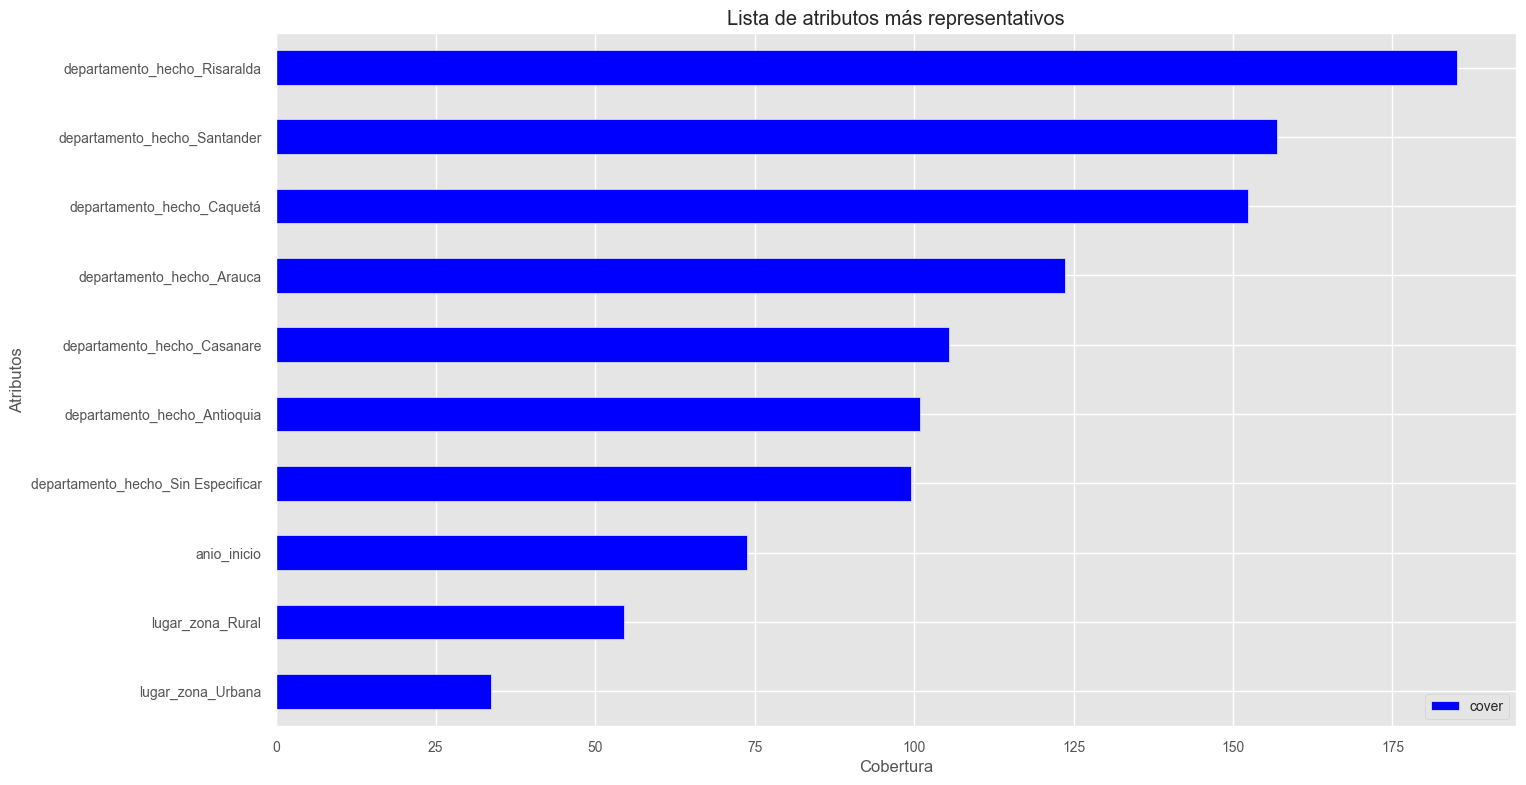 Lista de atributos más representativos
Atributos
departamento_hecho_Risaralda
departamento_hecho_Santander
departamento_hecho_Caquetá
departamento_hecho_Arauca
departamento_hecho_Casanare
departamento_hecho_Antioquia
departamento_hecho_Sin Especificar
anio_inicio
lugar_zona_Rural
lugar_zona_Urbana
cover
0 25 50 75 100 125 150 175
Cobertura